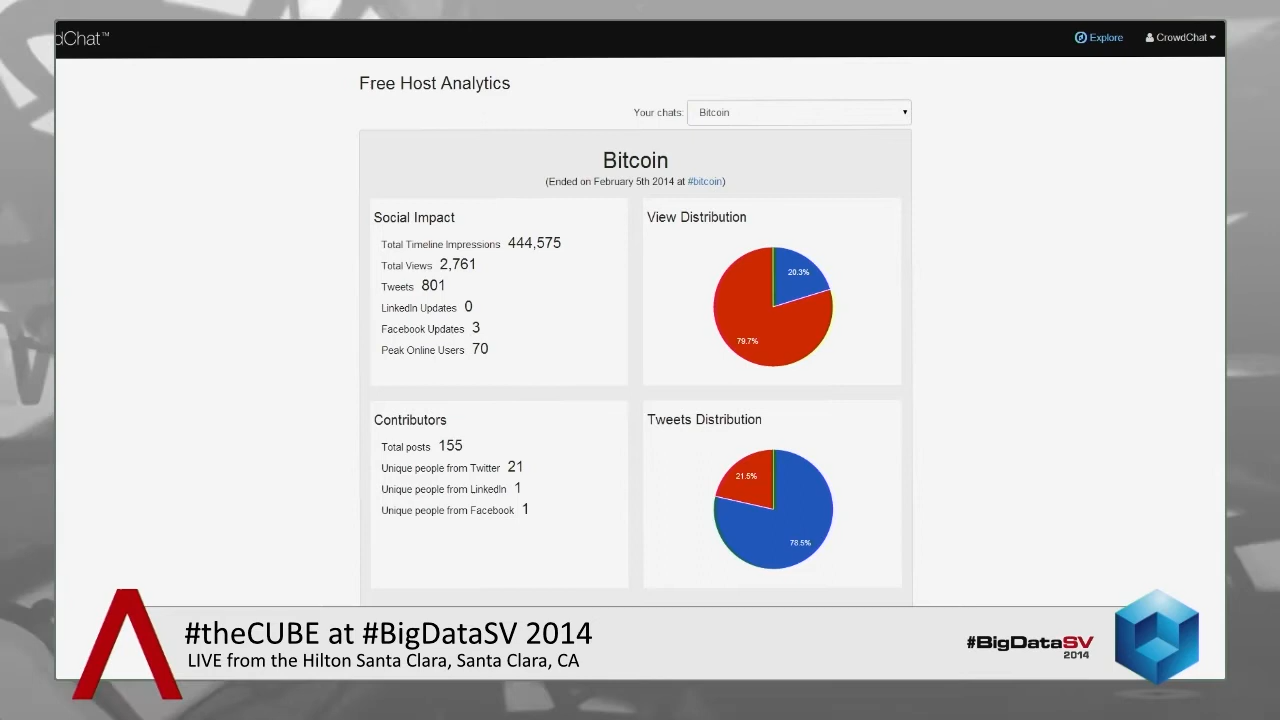 dChat™
Explore
CrowdChat
Free Host Analytics
Your chats: Bitcoin
Bitcoin
(Ended on February 5th 2014 at #bitcoin)
Social Impact
Total Timeline Impressions 444,575
Total Views 2,761
Tweets 801
LinkedIn Updates 0
Facebook Updates 3
Peak Online Users 70
View Distribution
20.3%
79.7%
Contributors
Total posts 155
Unique people from Twitter 21
Unique people from LinkedIn 1
Unique people from Facebook 1
Tweets Distribution
21.5%
78.5%
#theCUBE at #BigDataSV 2014
LIVE from the Hilton Santa Clara, Santa Clara, CA
#BigDataSV
2014